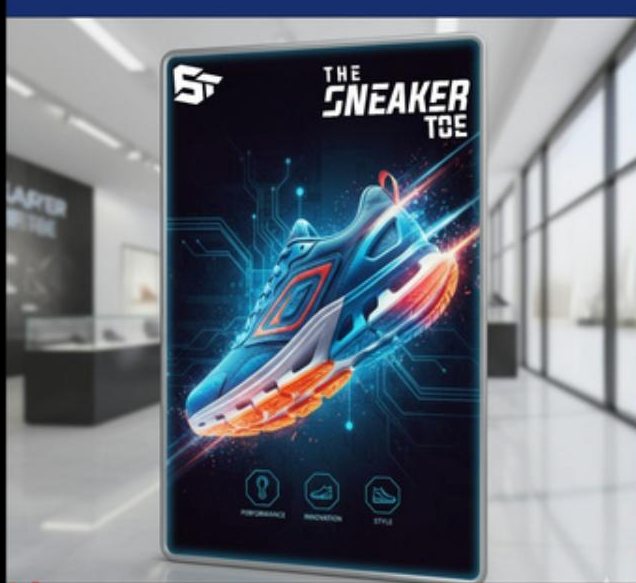 ST
THE
SNEAKER
TOE
PERFORMANCE
INNOVATION
STYLE